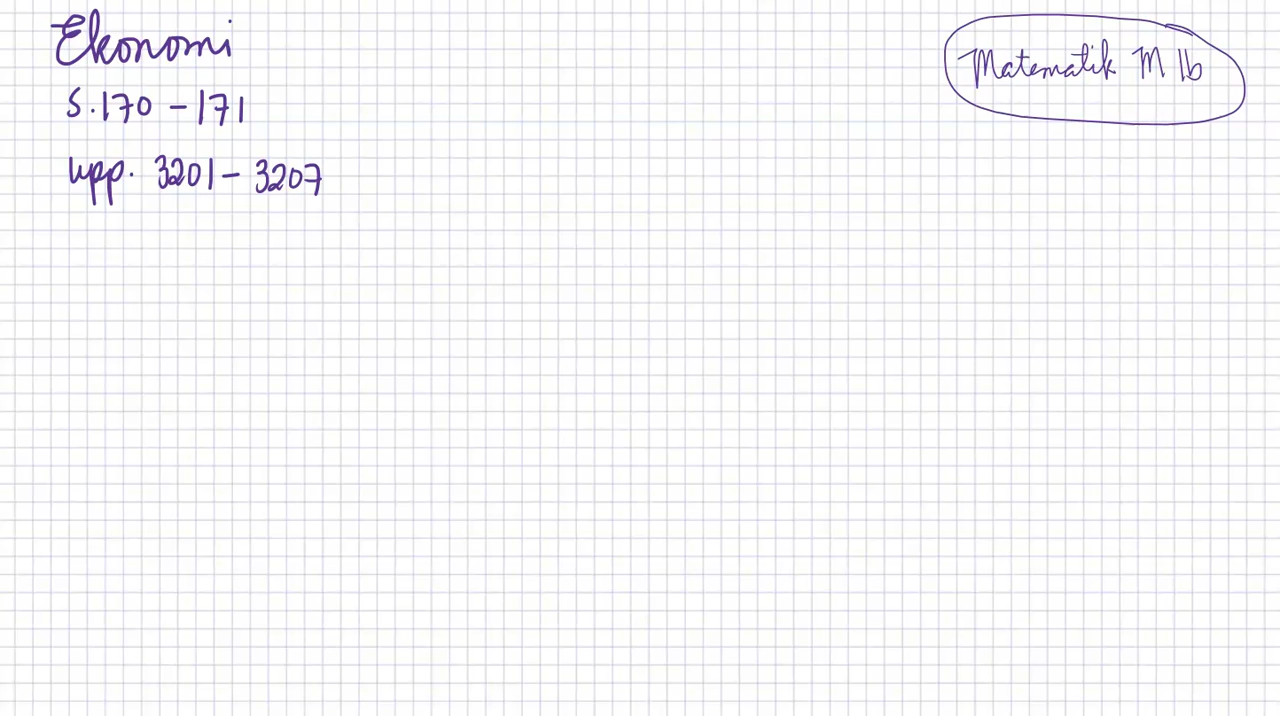 Ekonomi
Matematik M 1b
S. 170 - 171
upp. 3201 - 3207